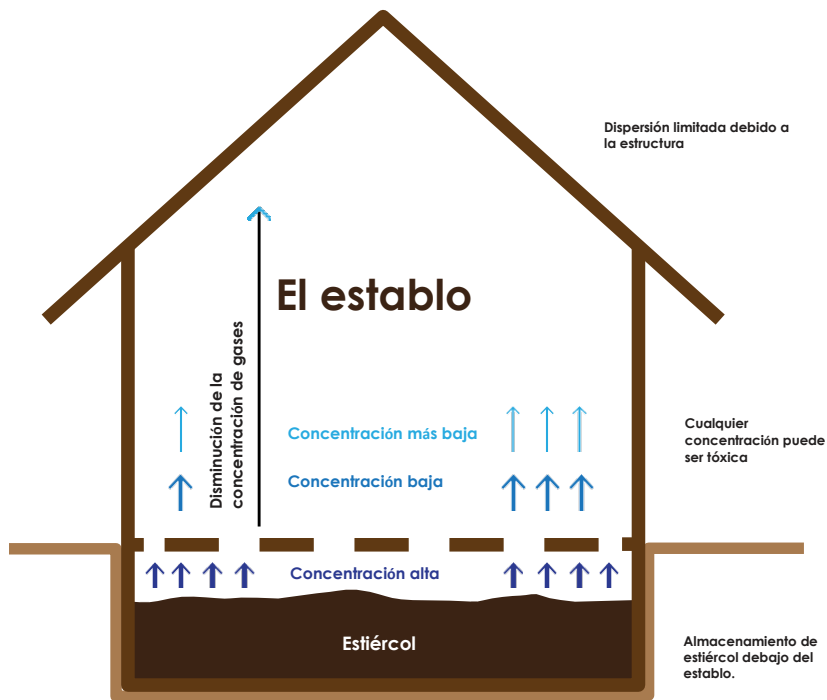 Dispersión limitada debido a
la estructura
El establo
Disminución de la
concentración de gases
Concentración más baja
Concentración baja
Cualquier
concentración puede
ser tóxica
Concentración alta
Estiércol
Almacenamiento de
estiércol debajo del
establo.